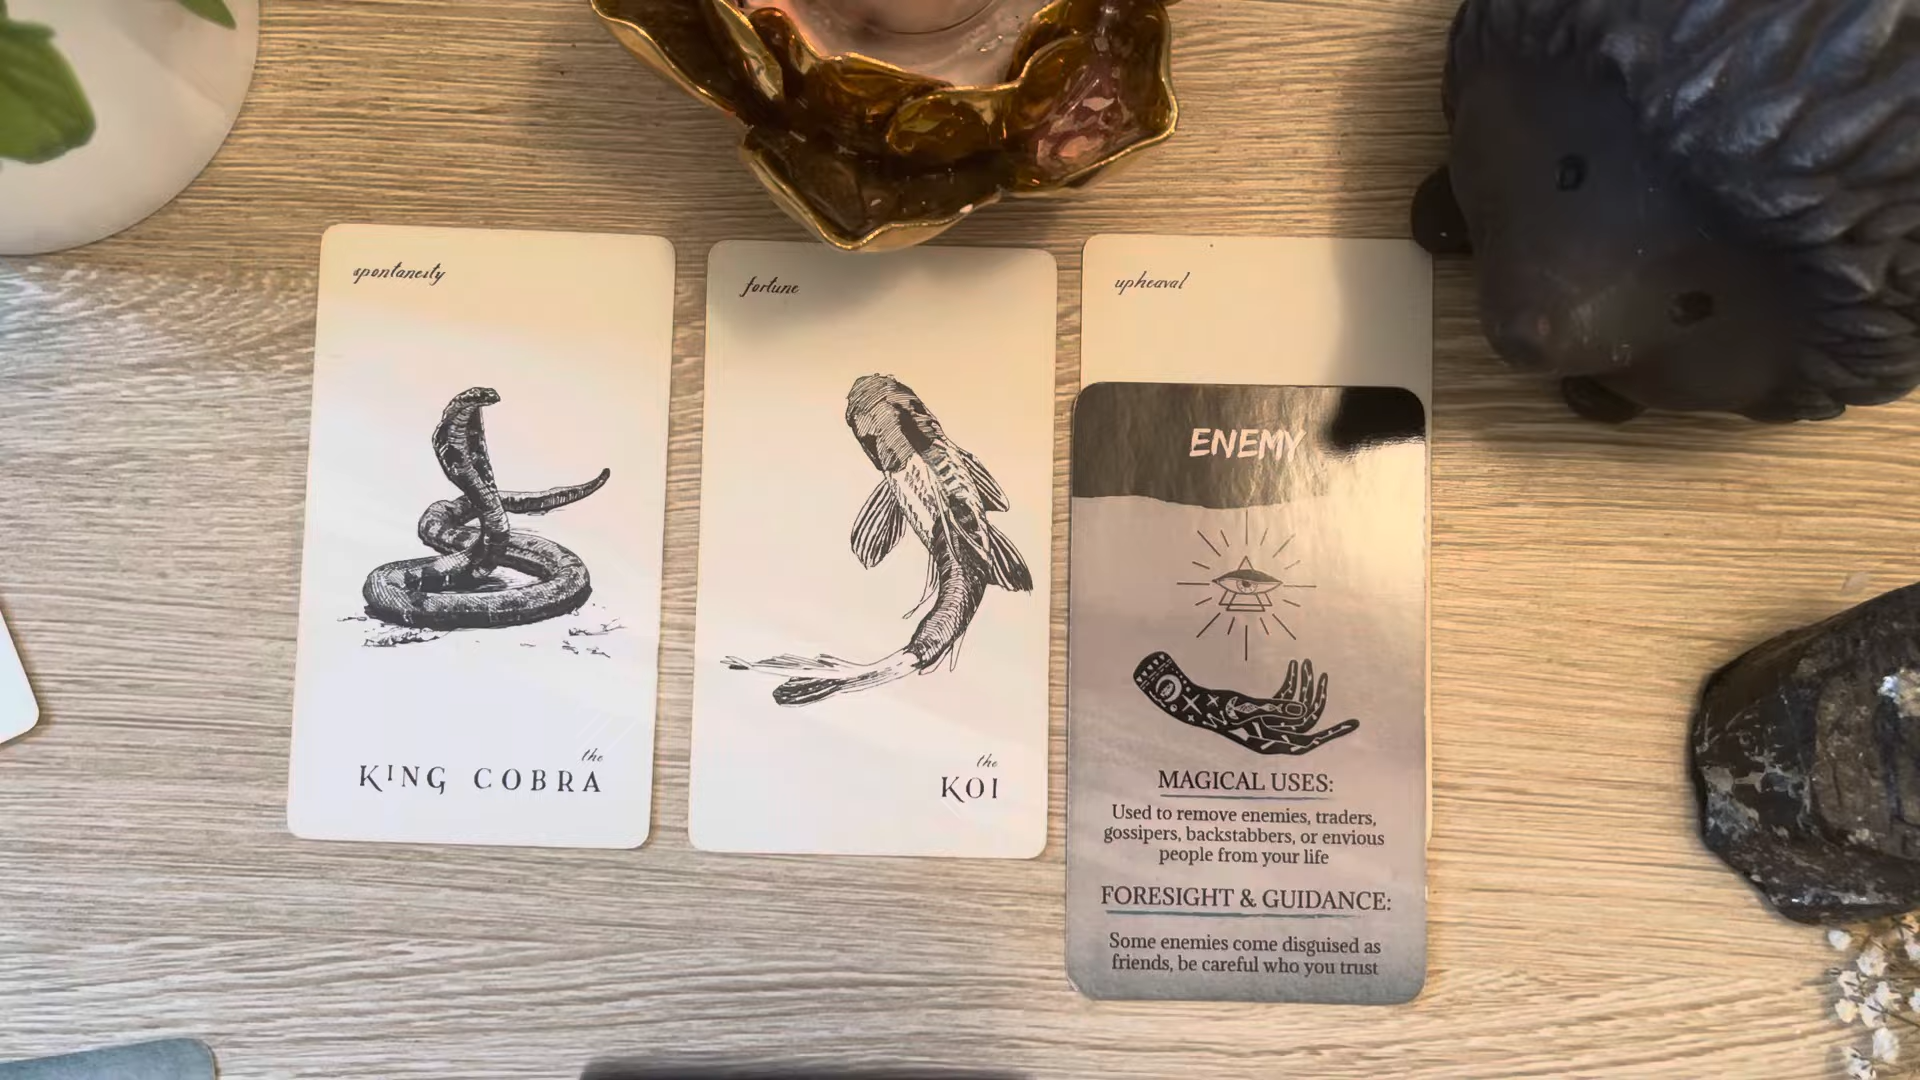 spontaneity
the
KING COBRA
fortune
the
KOI
upheaval
ENEMY
MAGICAL USES:
Used to remove enemies, traders,
gossipers, backstabbers, or envious
people from your life
FORESIGHT & GUIDANCE:
Some enemies come disguised as
friends, be careful who you trust